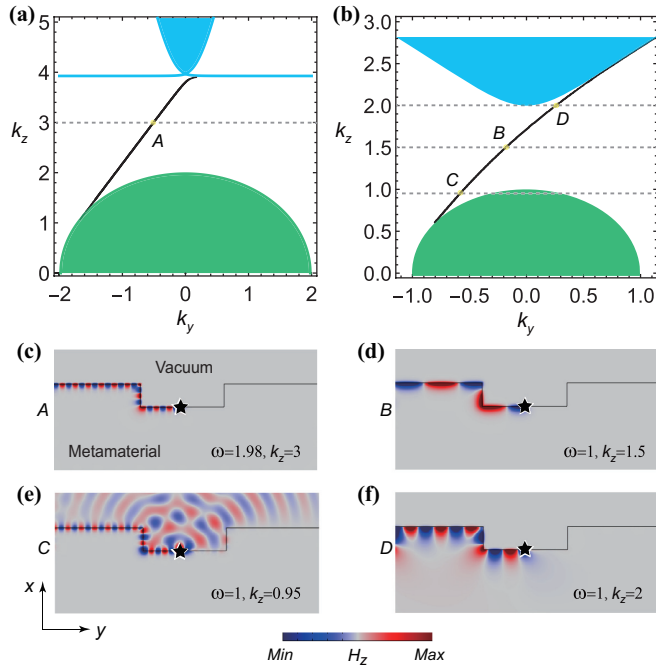 (a)
5
4
3
2
1
0
k_z
A
−2
−1
0
1
2
k_y
(b)
3.0
2.5
2.0
1.5
1.0
0.5
0.0
k_z
B
D
C
−1.0
−0.5
0.0
0.5
1.0
k_y
(c)
A
Vacuum
Metamaterial
ω=1.98, k_z=3
(d)
B
ω=1, k_z=1.5
(e)
C
ω=1, k_z=0.95
(f)
D
ω=1, k_z=2
x
y
Min
H_z
Max